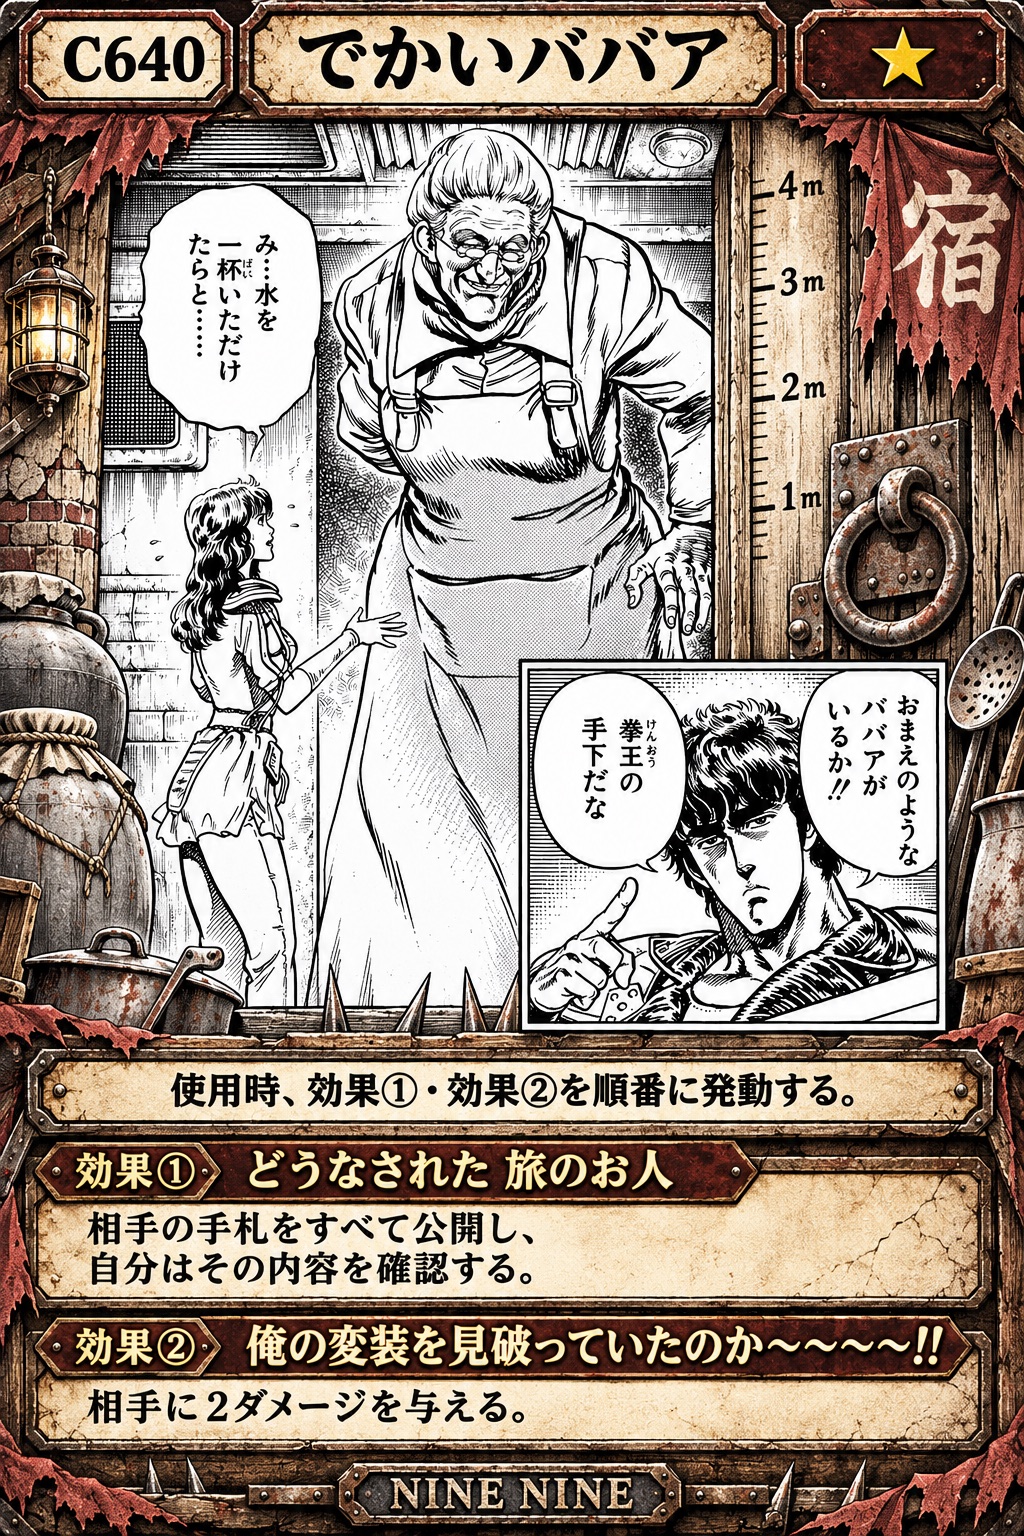 C640
でかいババア
宿
4m
3m
2m
1m
み…水を
一杯いただけ
ばい
たらと……
おまえのような
ババアが
いるか!!
拳王の
けんおう
手下だな
使用時、効果①・効果②を順番に発動する。
効果① どうなされた 旅のお人
相手の手札をすべて公開し、
自分はその内容を確認する。
効果② 俺の変装を見破っていたのか〜〜〜〜!!
相手に2ダメージを与える。
NINE NINE